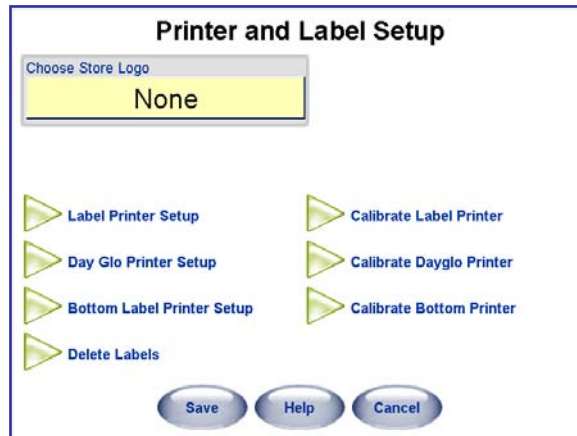 Printer and Label Setup
Choose Store Logo
None
Label Printer Setup
Calibrate Label Printer
Day Glo Printer Setup
Calibrate Dayglo Printer
Bottom Label Printer Setup
Calibrate Bottom Printer
Delete Labels
Save
Help
Cancel